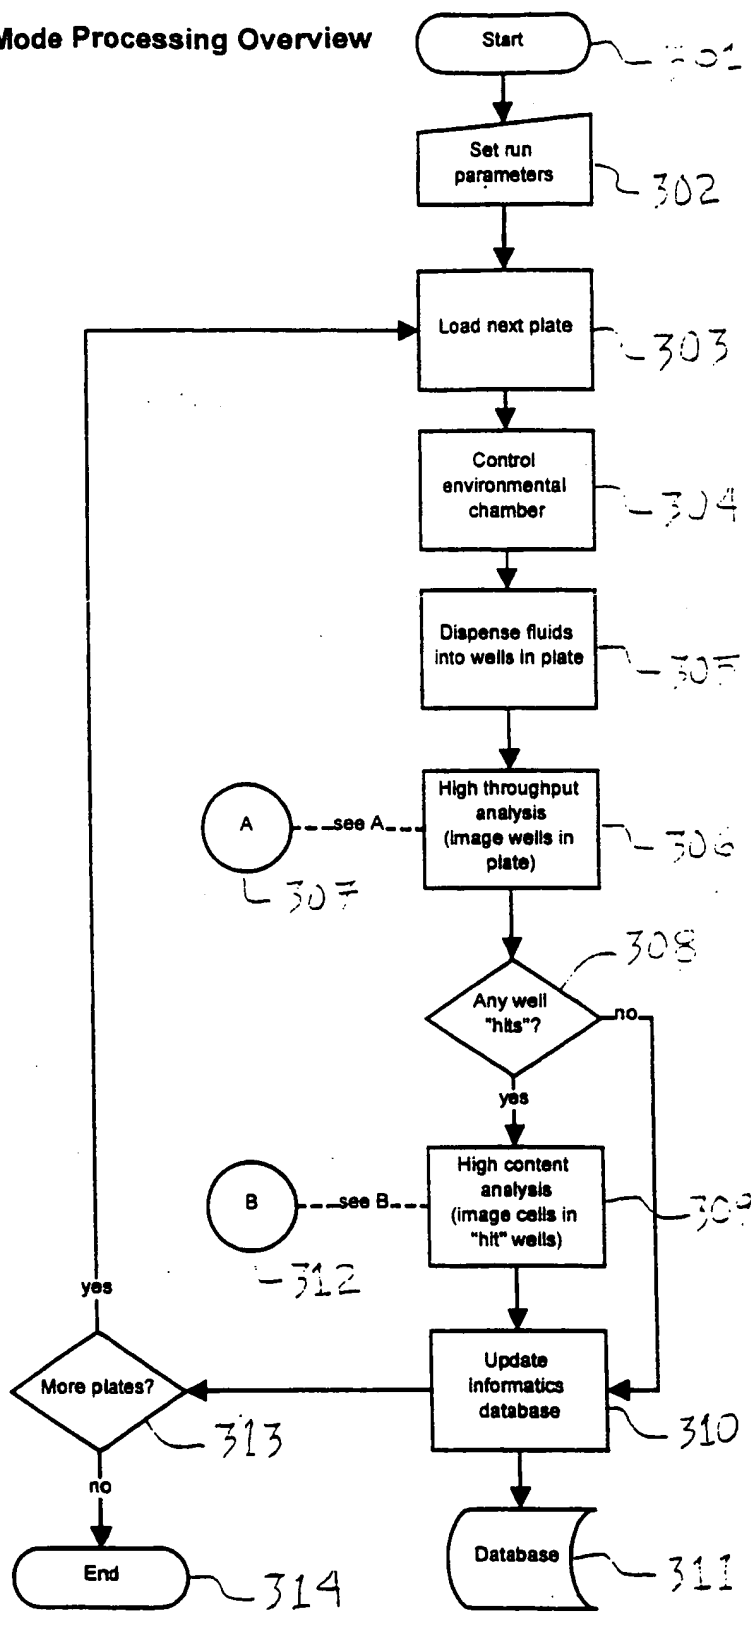 Mode Processing Overview
Start
301
Set run
parameters
302
Load next plate
303
Control
environmental
chamber
304
Dispense fluids
into wells in plate
305
High throughput
analysis
(image wells in
plate)
306
A
see A
307
308
Any well
"hits"?
no
yes
High content
analysis
(image cells in
"hit" wells)
309
B
see B
312
yes
Update
informatics
database
310
More plates?
313
no
Database
311
End
314